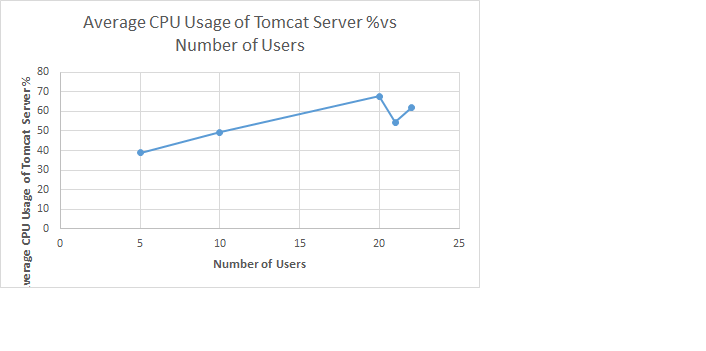 Average CPU Usage of Tomcat Server %vs
Number of Users
verage CPU Usage of Tomcat Server %
80
70
60
50
40
30
20
10
0
0 5 10 15 20 25
Number of Users